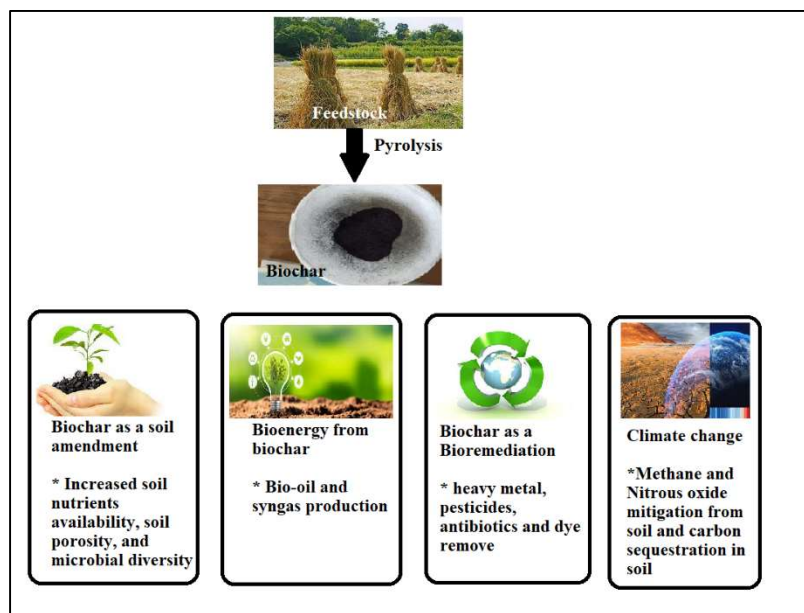 Feedstock
Pyrolysis
Biochar
Biochar as a soil
amendment
* Increased soil
nutrients
availability, soil
porosity, and
microbial diversity
Bioenergy from
biochar
* Bio-oil and
syngas production
Biochar as a
Bioremediation
* heavy metal,
pesticides,
antibiotics and dye
remove
Climate change
*Methane and
Nitrous oxide
mitigation from
soil and carbon
sequestration in
soil